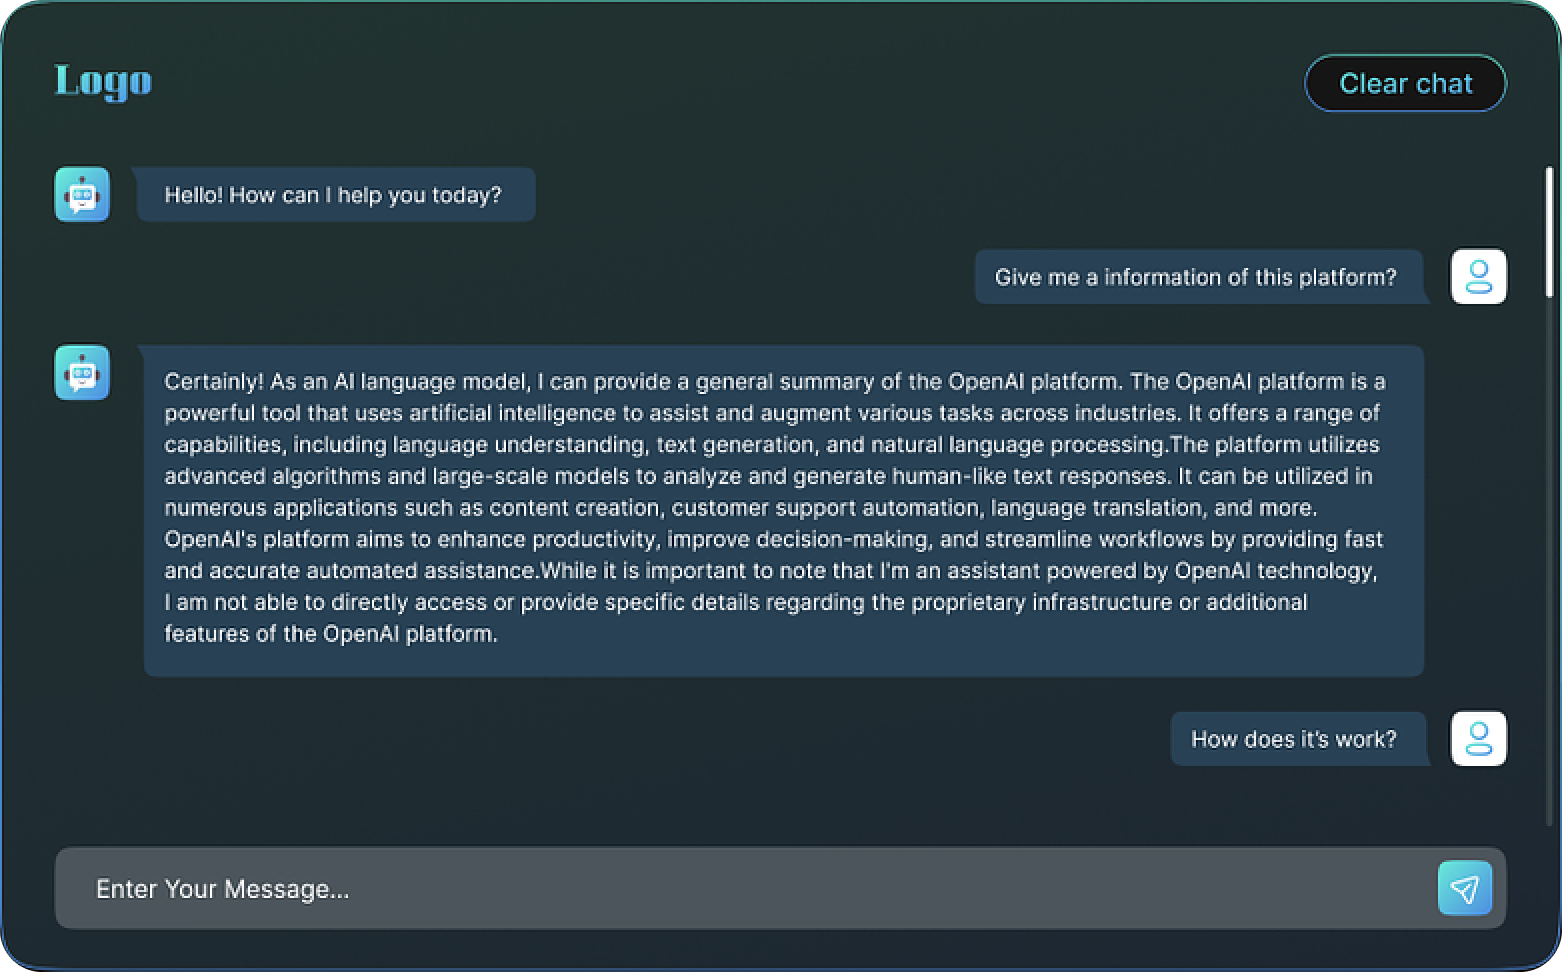 Logo
Clear chat
Hello! How can I help you today?
Give me a information of this platform?
Certainly! As an AI language model, I can provide a general summary of the OpenAI platform. The OpenAI platform is a
powerful tool that uses artificial intelligence to assist and augment various tasks across industries. It offers a range of
capabilities, including language understanding, text generation, and natural language processing.The platform utilizes
advanced algorithms and large-scale models to analyze and generate human-like text responses. It can be utilized in
numerous applications such as content creation, customer support automation, language translation, and more.
OpenAI's platform aims to enhance productivity, improve decision-making, and streamline workflows by providing fast
and accurate automated assistance.While it is important to note that I'm an assistant powered by OpenAI technology,
I am not able to directly access or provide specific details regarding the proprietary infrastructure or additional
features of the OpenAI platform.
How does it’s work?
Enter Your Message...